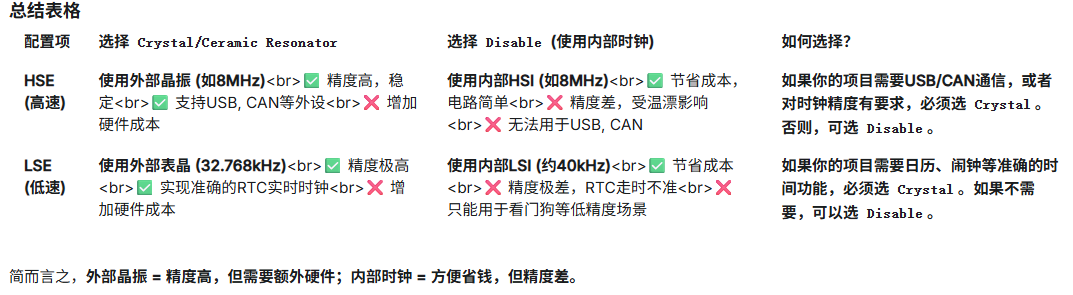 总结表格
配置项 选择 Crystal/Ceramic Resonator 选择 Disable (使用内部时钟) 如何选择？
HSE (高速) 使用外部晶振 (如8MHz)<br>✅ 精度高，稳定<br>✅ 支持USB, CAN等外设<br>❌ 增加硬件成本 使用内部HSI (如8MHz)<br>✅ 节省成本，电路简单<br>❌ 精度差，受温漂影响<br>❌ 无法用于USB, CAN 如果你的项目需要USB/CAN通信，或者对时钟精度有要求，必须选 Crystal。否则，可选 Disable。
LSE (低速) 使用外部表晶 (32.768kHz)<br>✅ 精度极高<br>✅ 实现准确的RTC实时时钟<br>❌ 增加硬件成本 使用内部LSI (约40kHz)<br>✅ 节省成本<br>❌ 精度极差，RTC走时不准<br>❌ 只能用于看门狗等低精度场景 如果你的项目需要日历、闹钟等准确的时间功能，必须选 Crystal。如果不需要，可以选 Disable。
简而言之，外部晶振 = 精度高，但需要额外硬件；内部时钟 = 方便省钱，但精度差。